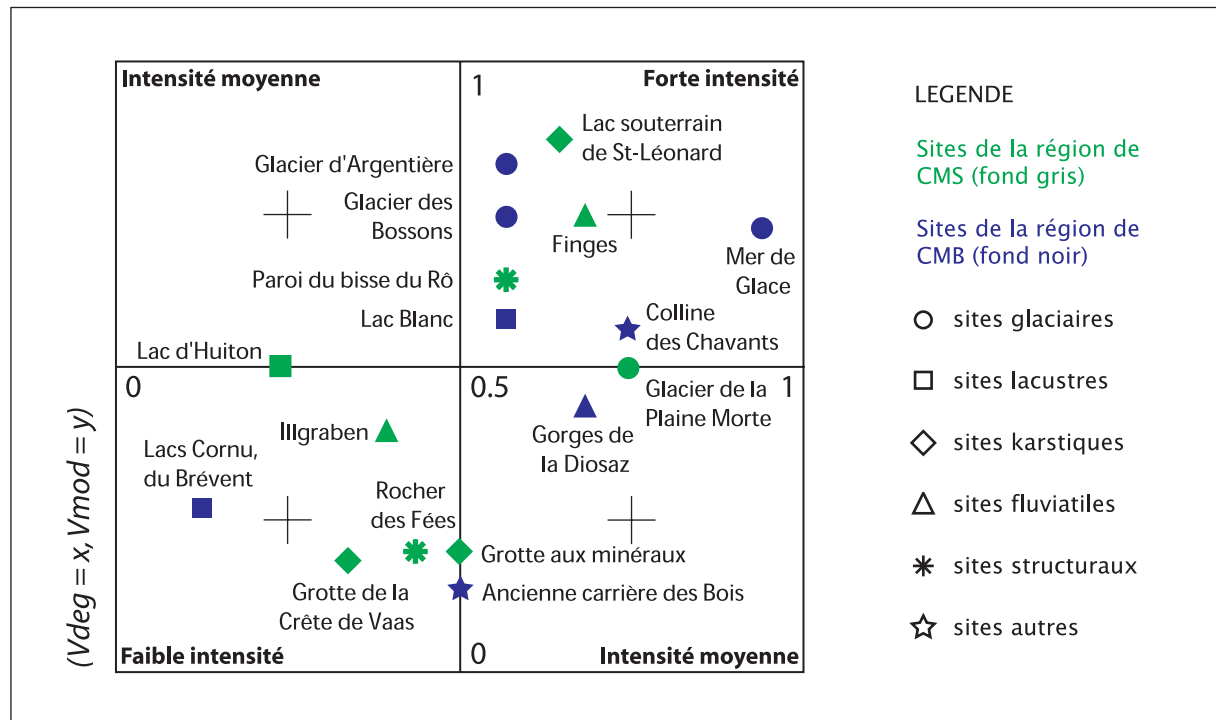 Intensité moyenne
1
Forte intensité
Lac souterrain
de St-Léonard
Glacier d'Argentière
Glacier des
Bossons
Finges
Mer de
Glace
Paroi du bisse du Rô
Lac Blanc
Colline
des Chavants
Lac d'Huiton
0
0.5
Glacier de la
Plaine Morte
1
Illgraben
Gorges de
la Diosaz
Lacs Cornu,
du Brévent
Rocher
des Fées
Grotte aux minéraux
Grotte de la
Crête de Vaas
Ancienne carrière des Bois
Faible intensité
0
Intensité moyenne
(Vdeg = x, Vmod = y)
LEGENDE
Sites de la région de
CMS (fond gris)
Sites de la région de
CMB (fond noir)
sites glaciaires
sites lacustres
sites karstiques
sites fluviatiles
sites structuraux
sites autres